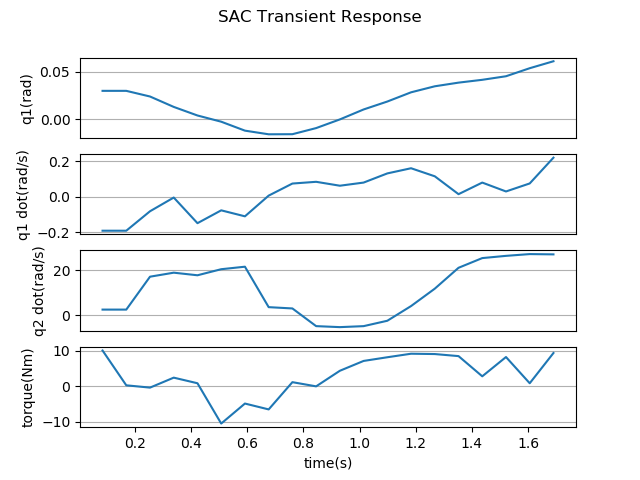 SAC Transient Response
q1(rad)
0.05
0.00
q1 dot(rad/s)
0.2
0.0
−0.2
q2 dot(rad/s)
20
0
torque(Nm)
10
0
−10
0.2 0.4 0.6 0.8 1.0 1.2 1.4 1.6
time(s)